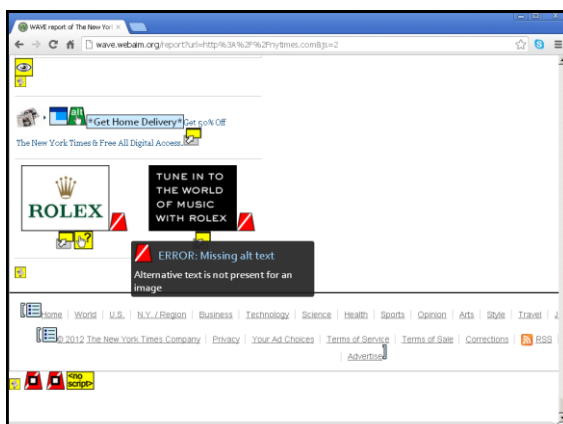 WAVE report of The New Yor
wave.webaim.org/report?url=http%3A%2F%2Fnytimes.com&js=2
alt *Get Home Delivery* Get 50% Off
The New York Times & Free All Digital Access.
ROLEX
TUNE IN TO
THE WORLD
OF MUSIC
WITH ROLEX
ERROR: Missing alt text
Alternative text is not present for an
image
Home | World | U.S. | N.Y. / Region | Business | Technology | Science | Health | Sports | Opinion | Arts | Style | Travel | J
© 2012 The New York Times Company | Privacy | Your Ad Choices | Terms of Service | Terms of Sale | Corrections | RSS
| Advertise
<no
script>